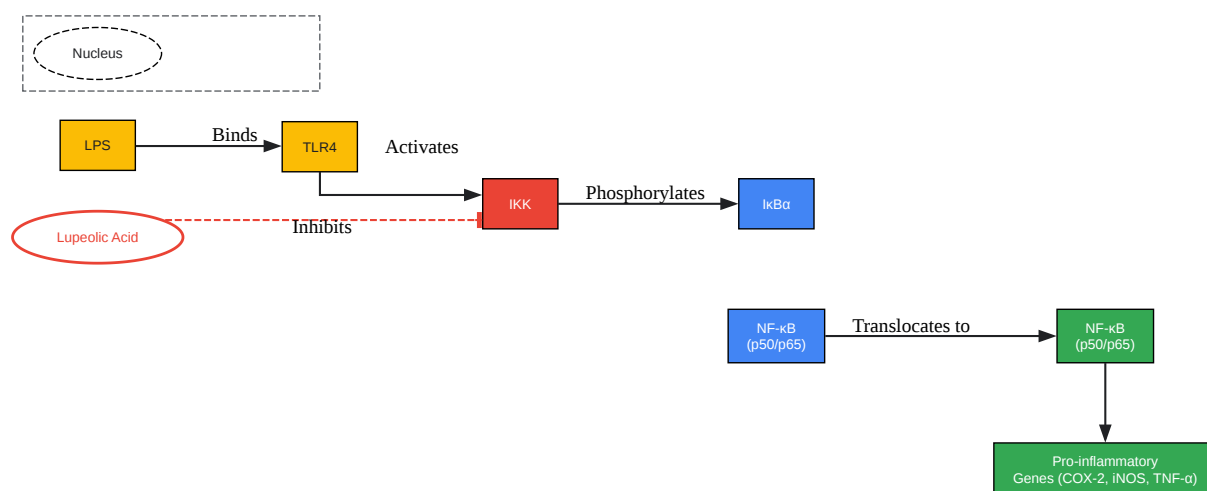 Nucleus
LPS
Binds
TLR4
Activates
IKK
Phosphorylates
IκBα
Lupeolic Acid
Inhibits
NF-κB
(p50/p65)
Translocates to
NF-κB
(p50/p65)
Pro-inflammatory
Genes (COX-2, iNOS, TNF-α)